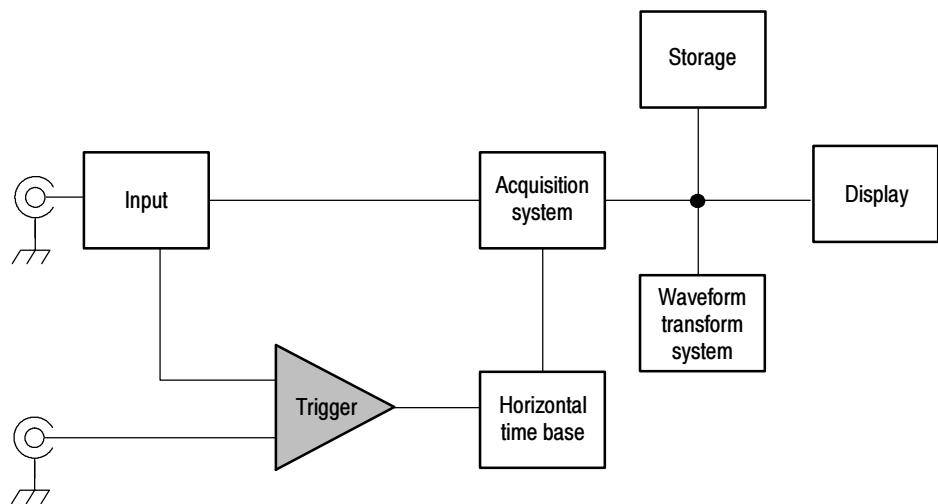 Storage
Input
Acquisition
system
Display
Waveform
transform
system
Trigger
Horizontal
time base